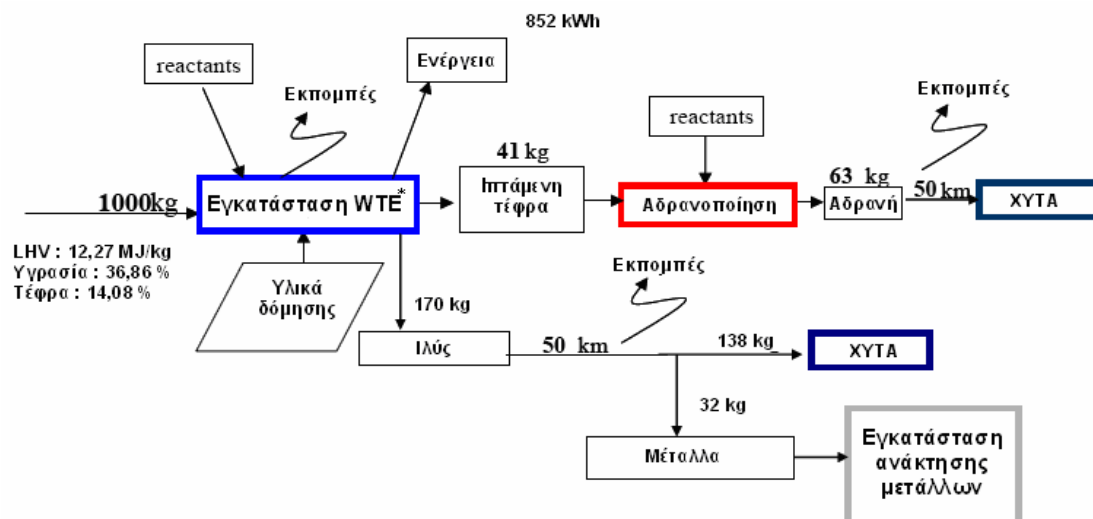 852 kWh
reactants
Ενέργεια
Εκπομπές
Εκπομπές
reactants
41 kg
1000kg
Εγκατάσταση WTE*
Ιπτάμενη
τέφρα
Αδρανοποίηση
63 kg
Αδρανή
50 km
ΧΥΤΑ
LHV : 12,27 MJ/kg
Υγρασία : 36,86 %
Τέφρα : 14,08 %
Υλικά
δόμησης
170 kg
Εκπομπές
Ιλύς
50 km
138 kg
ΧΥΤΑ
32 kg
Μέταλλα
Εγκατάσταση
ανάκτησης
μετάλλων